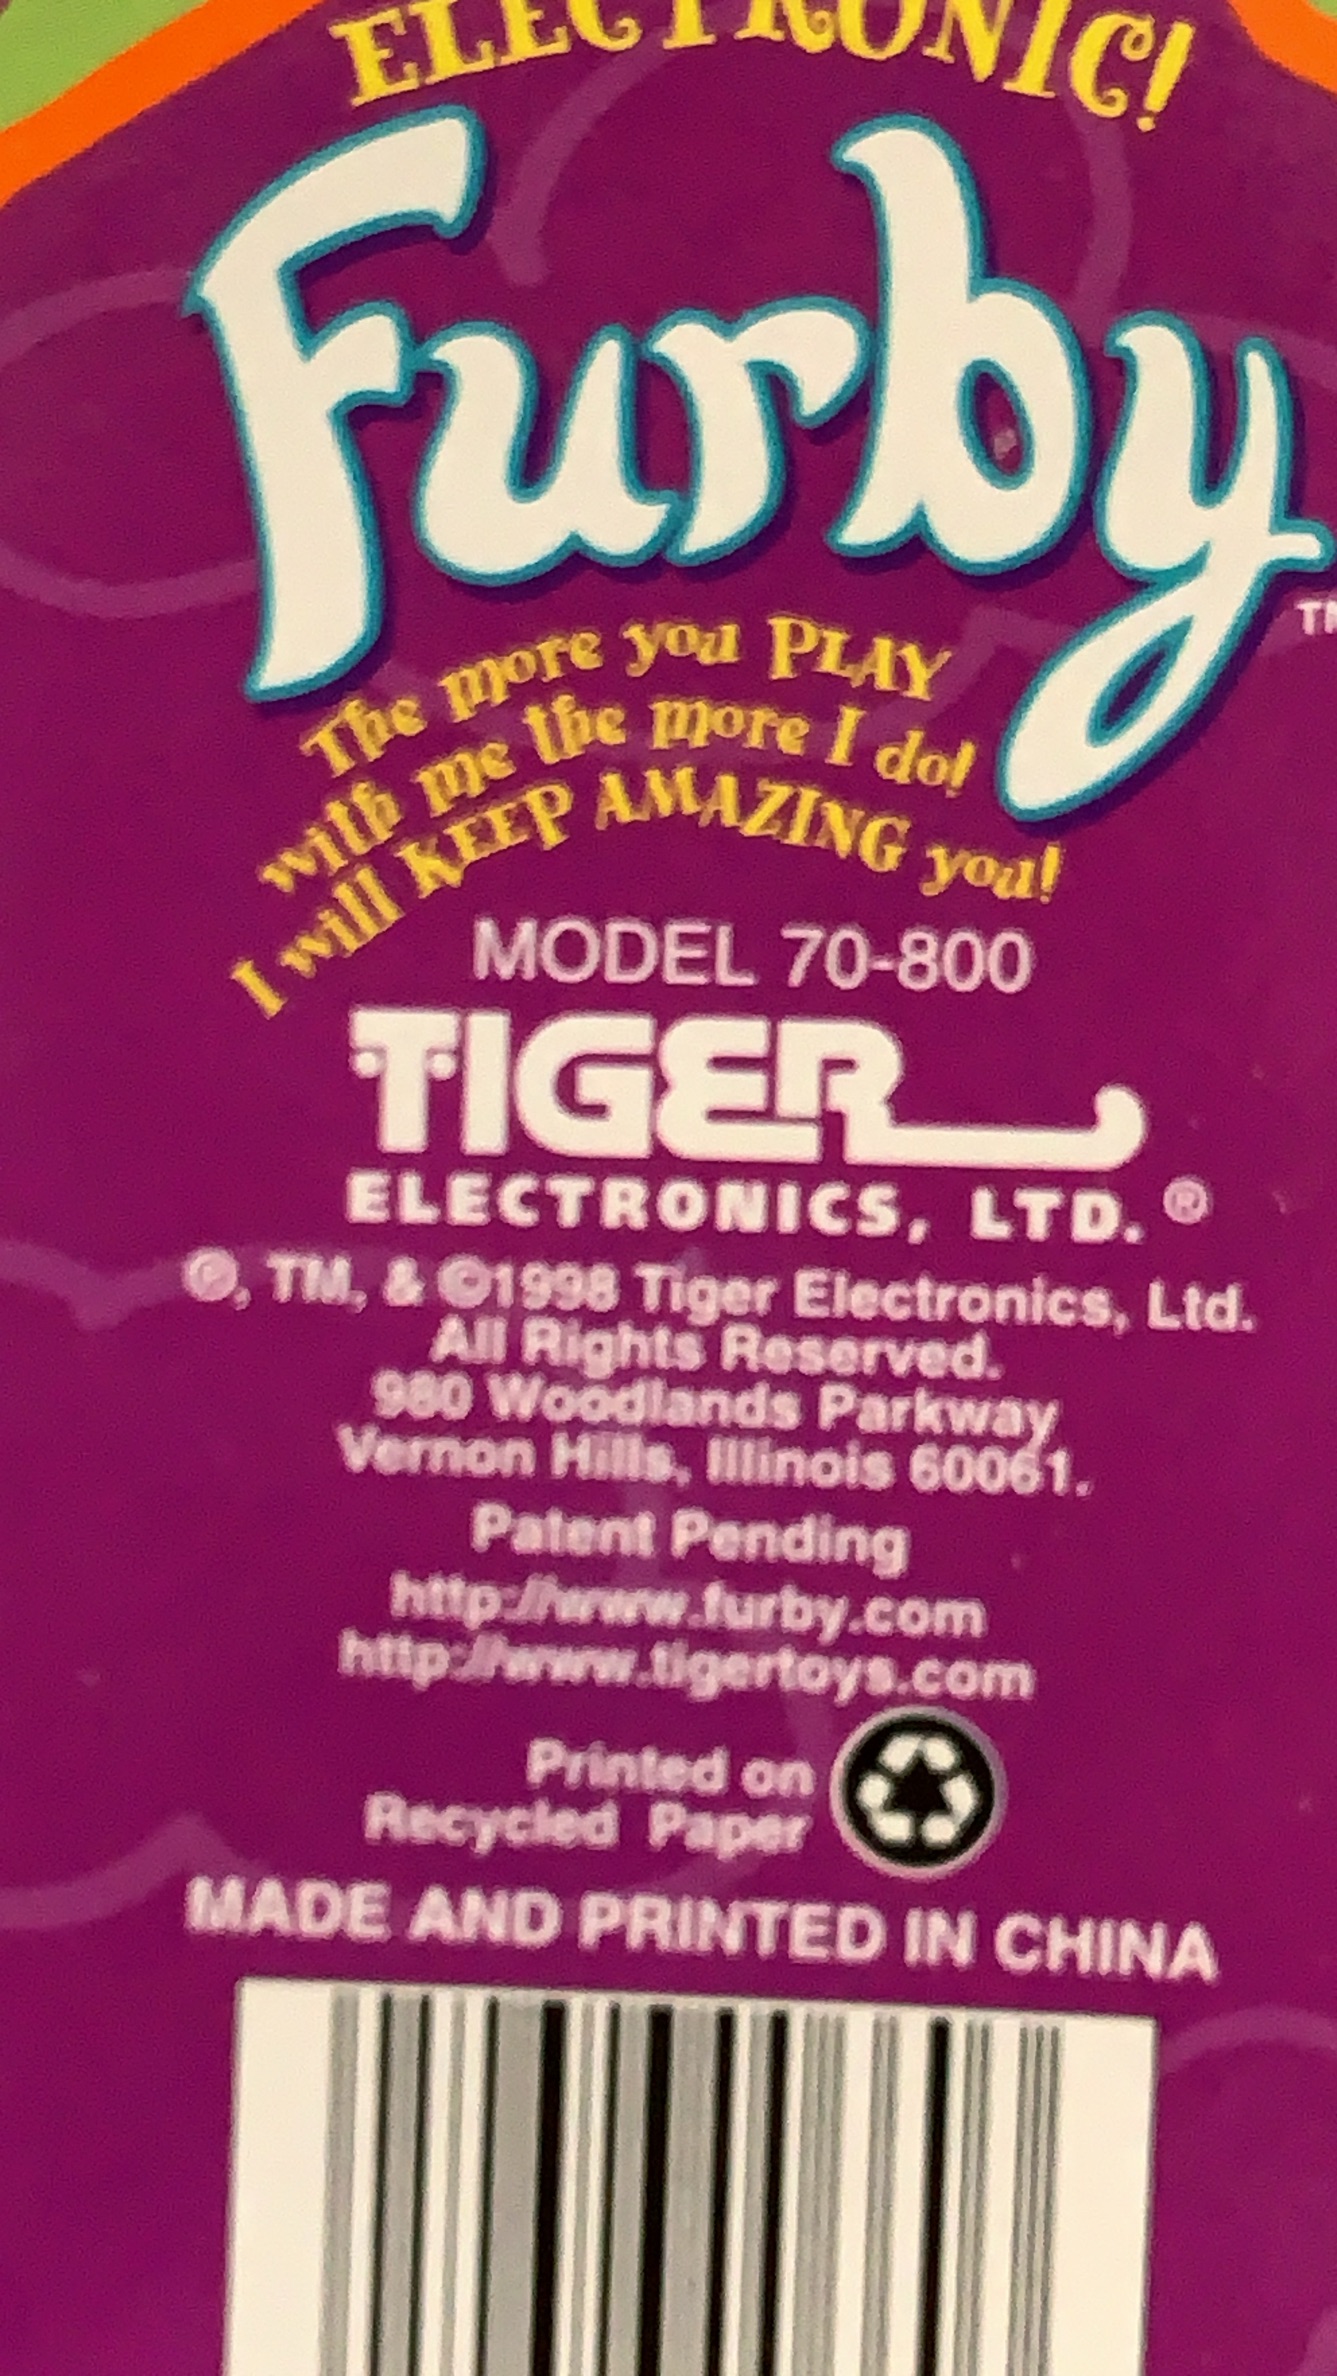 ELECTRONIC!
Furby
TM
The more you PLAY
with me the more I do!
I will KEEP AMAZING you!
MODEL 70-800
TIGER
ELECTRONICS, LTD. ®
®, TM, & ©1998 Tiger Electronics, Ltd.
All Rights Reserved.
980 Woodlands Parkway,
Vernon Hills, Illinois 60061.
Patent Pending
http://www.furby.com
http://www.tigertoys.com
Printed on
Recycled Paper
MADE AND PRINTED IN CHINA